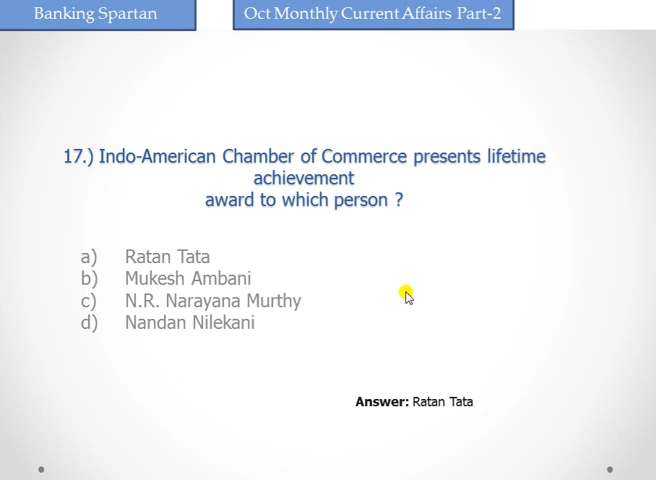 Banking Spartan
Oct Monthly Current Affairs Part-2
17.) Indo-American Chamber of Commerce presents lifetime
achievement
award to which person ?
a) Ratan Tata
b) Mukesh Ambani
c) N.R. Narayana Murthy
d) Nandan Nilekani
Answer: Ratan Tata